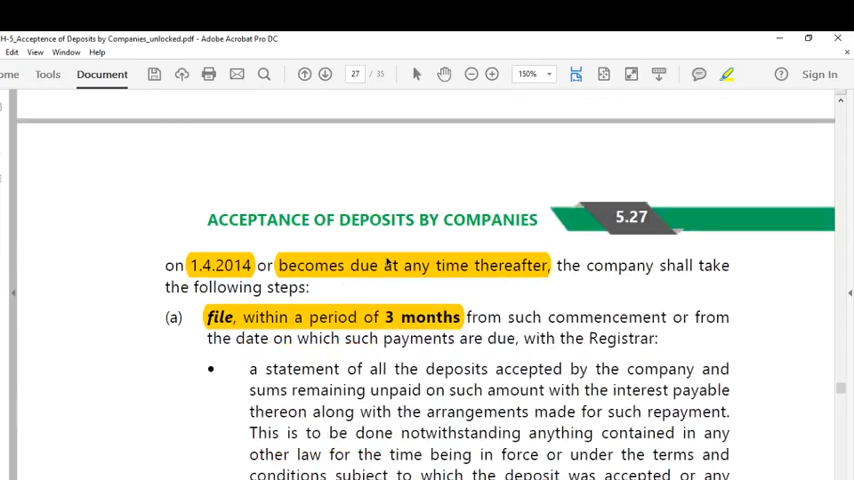 H-5_Acceptance of Deposits by Companies_unlocked.pdf - Adobe Acrobat Pro DC
Edit View Window Help
ome Tools Document 27 / 35 150% Sign In
ACCEPTANCE OF DEPOSITS BY COMPANIES 5.27
on 1.4.2014 or becomes due at any time thereafter, the company shall take
the following steps:
(a) file, within a period of 3 months from such commencement or from
the date on which such payments are due, with the Registrar:
• a statement of all the deposits accepted by the company and
sums remaining unpaid on such amount with the interest payable
thereon along with the arrangements made for such repayment.
This is to be done notwithstanding anything contained in any
other law for the time being in force or under the terms and
conditions subject to which the deposit was accepted or any